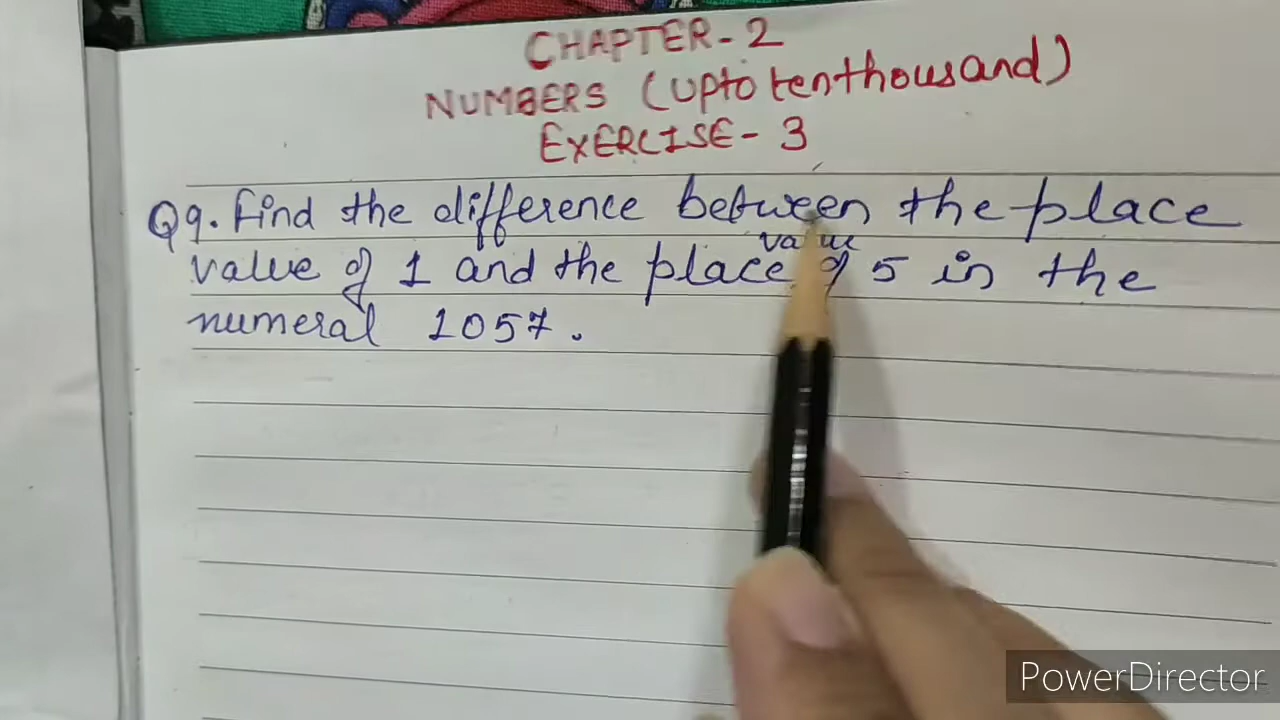 CHAPTER-2
NUMBERS (upto tenthousand)
EXERCISE-3
Q9. Find the difference between the place
value of 1 and the place value of 5 in the
numeral 1057.
PowerDirector